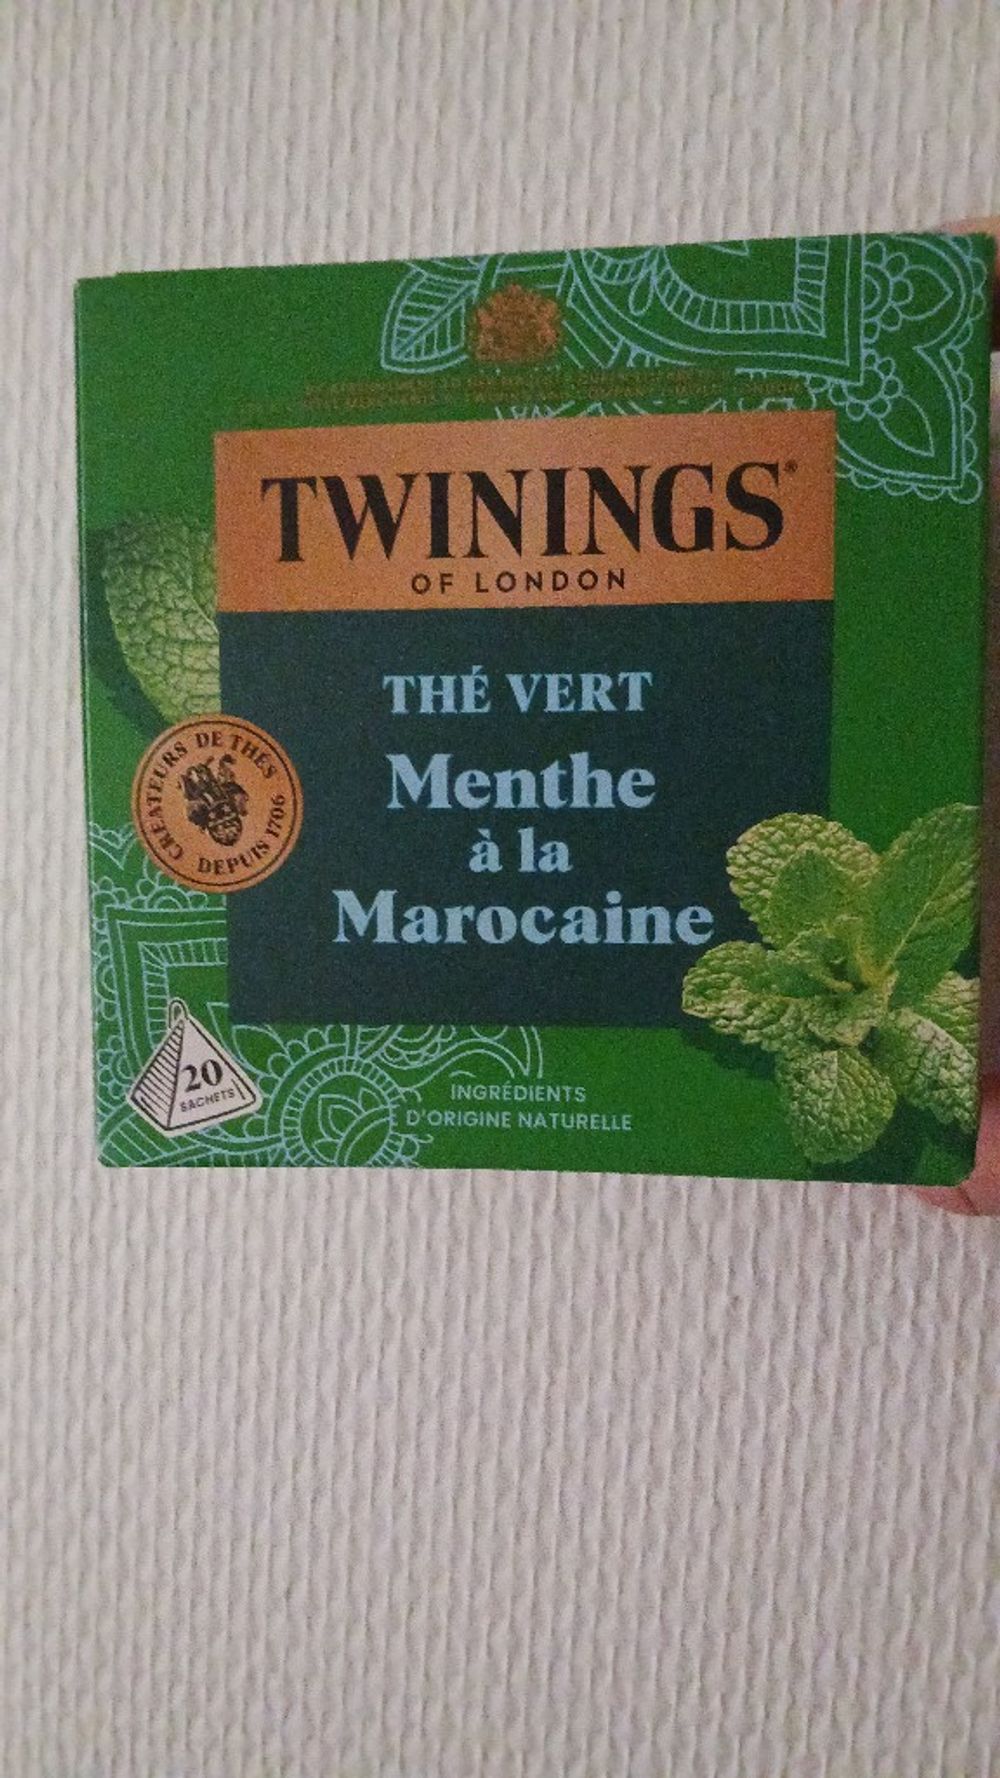 TWININGS®
OF LONDON
THÉ VERT
Menthe
à la
Marocaine
CRÉATEURS DE THÉS
DEPUIS 1706
20
SACHETS
INGRÉDIENTS
D'ORIGINE NATURELLE